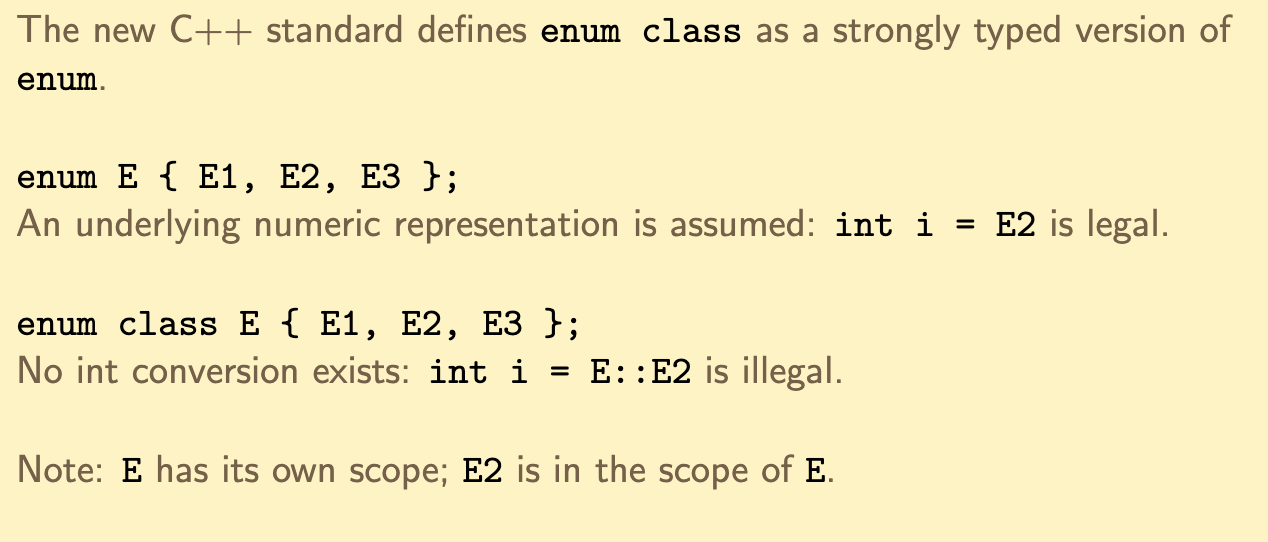 The new C++ standard defines enum class as a strongly typed version of
enum.
enum E { E1, E2, E3 };
An underlying numeric representation is assumed: int i = E2 is legal.
enum class E { E1, E2, E3 };
No int conversion exists: int i = E::E2 is illegal.
Note: E has its own scope; E2 is in the scope of E.